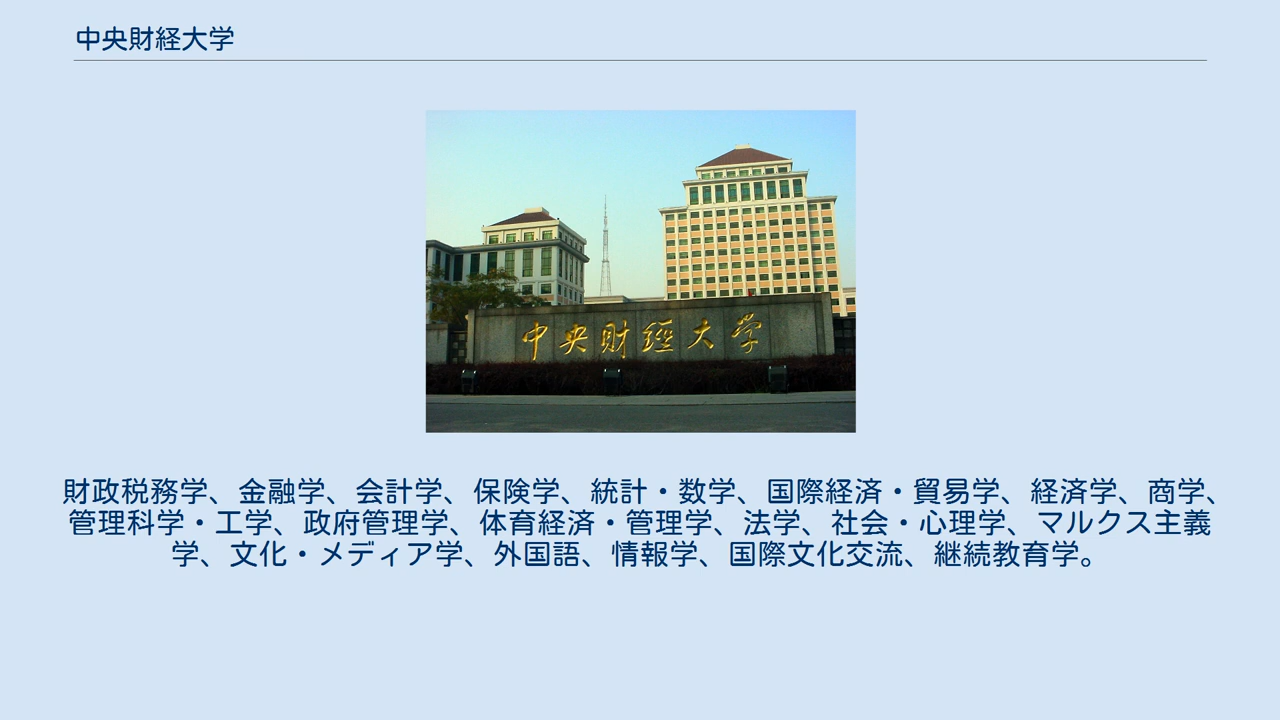 中央財経大学
中央财經大学
財政税務学、金融学、会計学、保険学、統計・数学、国際経済・貿易学、経済学、商学、
管理科学・工学、政府管理学、体育経済・管理学、法学、社会・心理学、マルクス主義
学、文化・メディア学、外国語、情報学、国際文化交流、継続教育学。